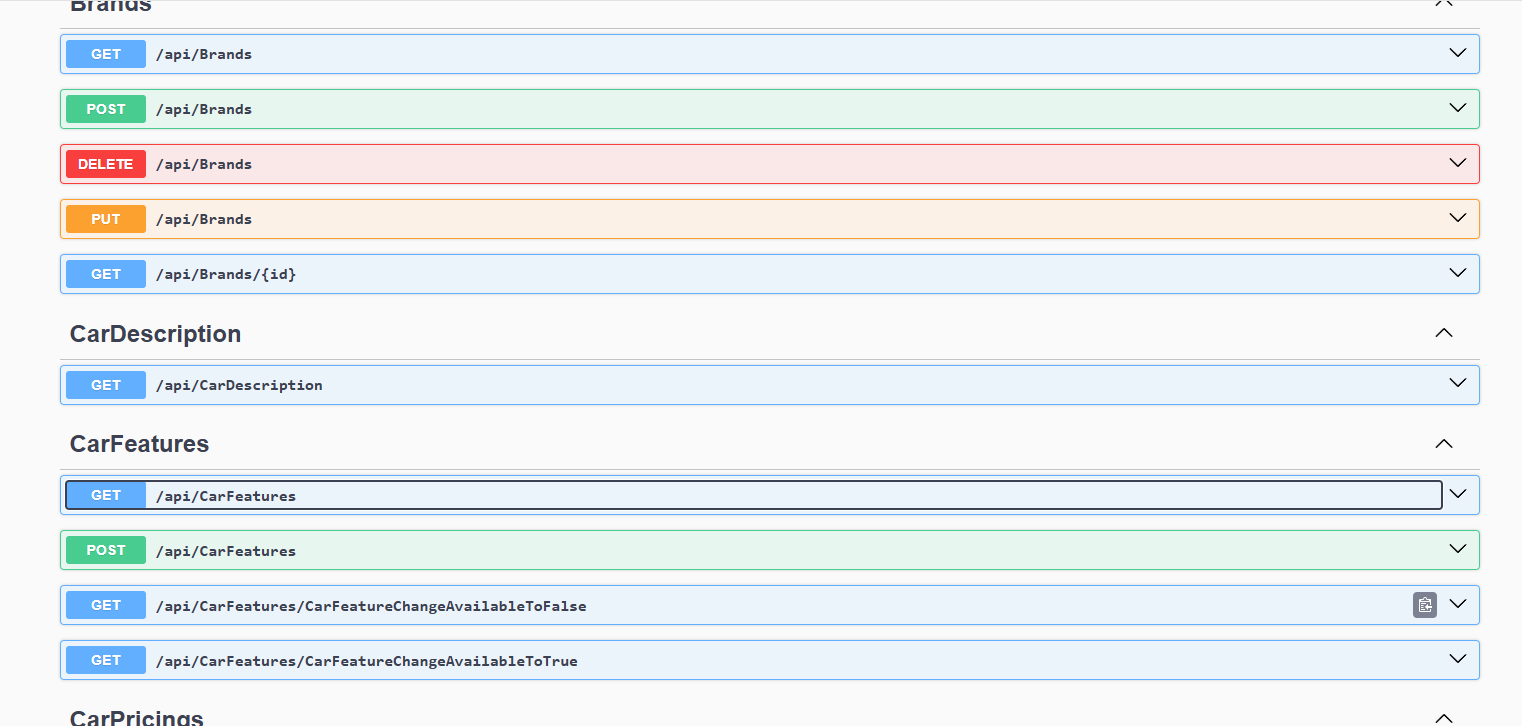 Brands
GET /api/Brands
POST /api/Brands
DELETE /api/Brands
PUT /api/Brands
GET /api/Brands/{id}
CarDescription
GET /api/CarDescription
CarFeatures
GET /api/CarFeatures
POST /api/CarFeatures
GET /api/CarFeatures/CarFeatureChangeAvailableToFalse
GET /api/CarFeatures/CarFeatureChangeAvailableToTrue
CarPricings